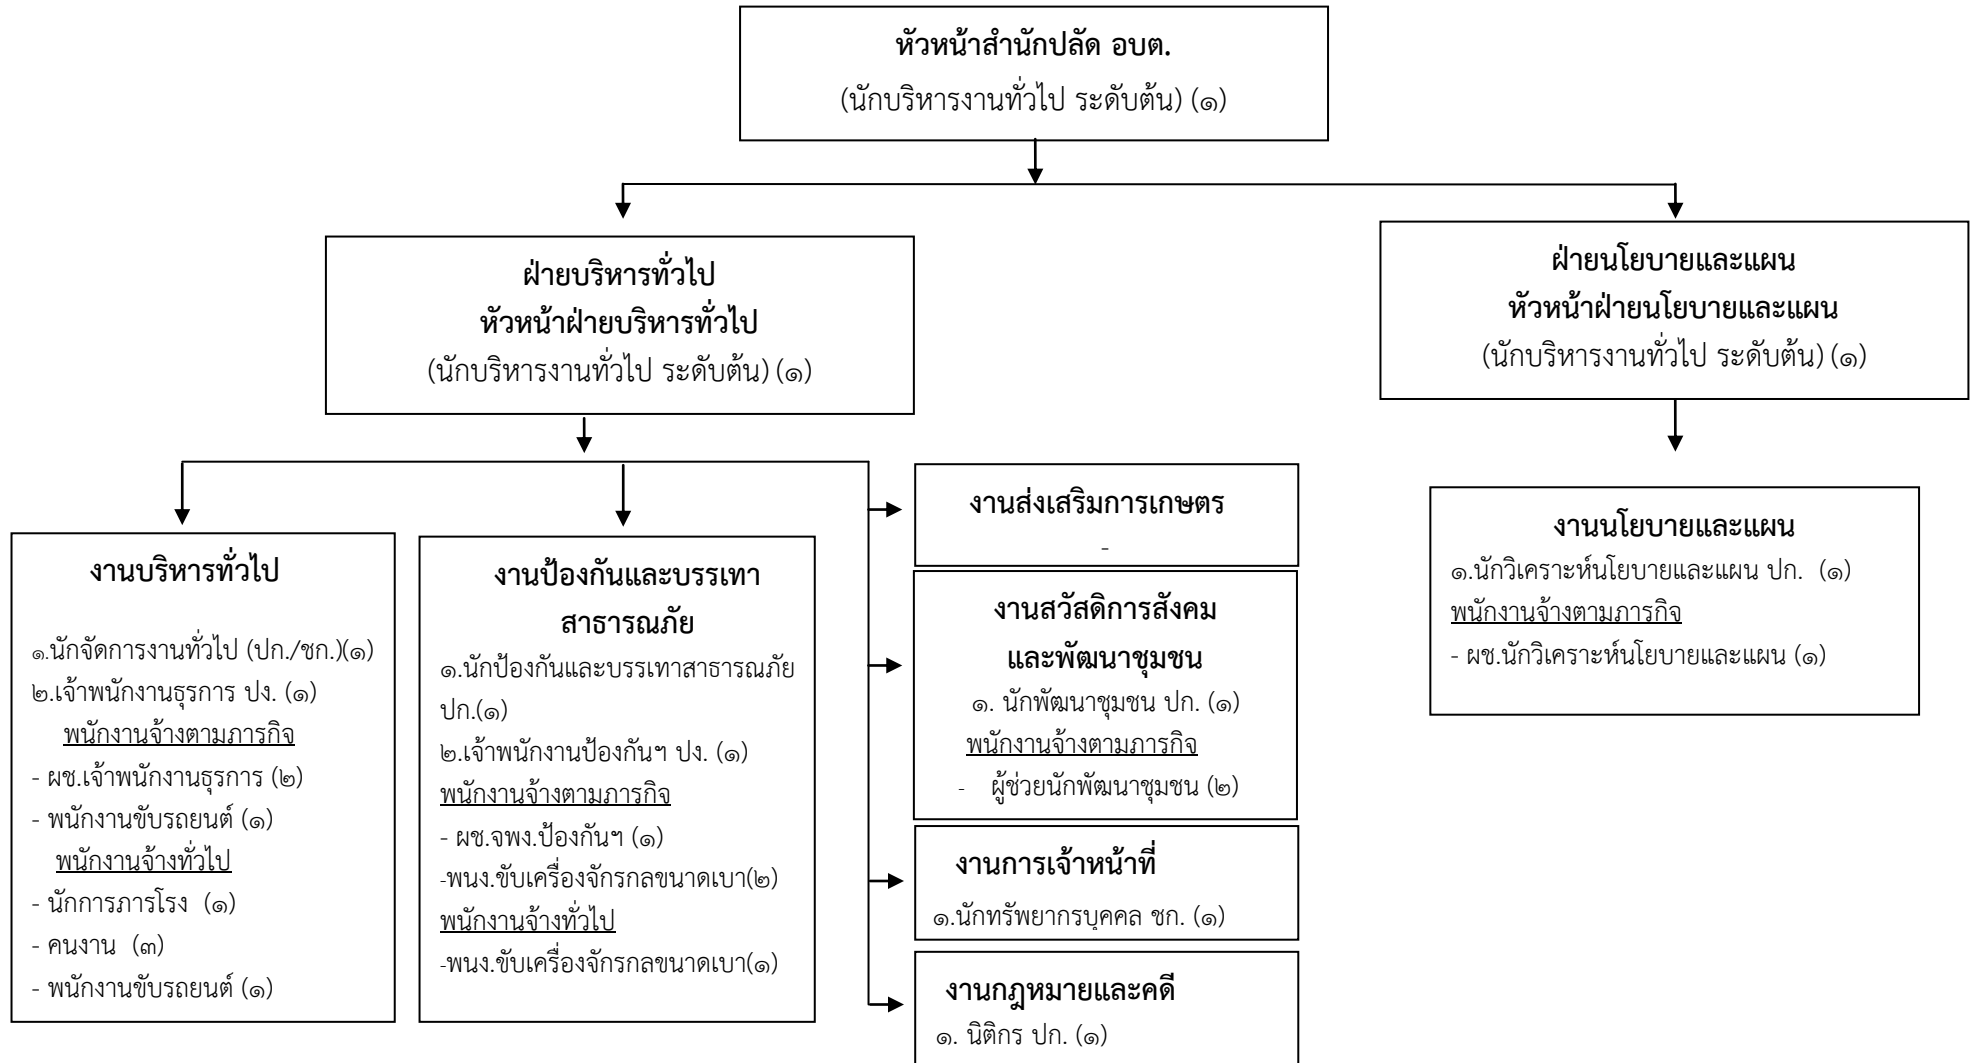 หัวหน้าสำนักปลัด อบต.
(นักบริหารงานทั่วไป ระดับต้น) (๑)
ฝ่ายบริหารทั่วไป
หัวหน้าฝ่ายบริหารทั่วไป
(นักบริหารงานทั่วไป ระดับต้น) (๑)
ฝ่ายนโยบายและแผน
หัวหน้าฝ่ายนโยบายและแผน
(นักบริหารงานทั่วไป ระดับต้น) (๑)
งานบริหารทั่วไป
๑.นักจัดการงานทั่วไป (ปก./ชก.)(๑)
๒.เจ้าพนักงานธุรการ ปง. (๑)
พนักงานจ้างตามภารกิจ
- ผช.เจ้าพนักงานธุรการ (๒)
- พนักงานขับรถยนต์ (๑)
พนักงานจ้างทั่วไป
- นักการภารโรง (๑)
- คนงาน (๓)
- พนักงานขับรถยนต์ (๑)
งานป้องกันและบรรเทา
สาธารณภัย
๑.นักป้องกันและบรรเทาสาธารณภัย
ปก.(๑)
๒.เจ้าพนักงานป้องกันฯ ปง. (๑)
พนักงานจ้างตามภารกิจ
- ผช.จพง.ป้องกันฯ (๑)
-พนง.ขับเครื่องจักรกลขนาดเบา(๒)
พนักงานจ้างทั่วไป
-พนง.ขับเครื่องจักรกลขนาดเบา(๑)
งานส่งเสริมการเกษตร
-
งานสวัสดิการสังคม
และพัฒนาชุมชน
๑. นักพัฒนาชุมชน ปก. (๑)
พนักงานจ้างตามภารกิจ
- ผู้ช่วยนักพัฒนาชุมชน (๒)
งานการเจ้าหน้าที่
๑.นักทรัพยากรบุคคล ชก. (๑)
งานกฎหมายและคดี
๑. นิติกร ปก. (๑)
งานนโยบายและแผน
๑.นักวิเคราะห์นโยบายและแผน ปก. (๑)
พนักงานจ้างตามภารกิจ
- ผช.นักวิเคราะห์นโยบายและแผน (๑)